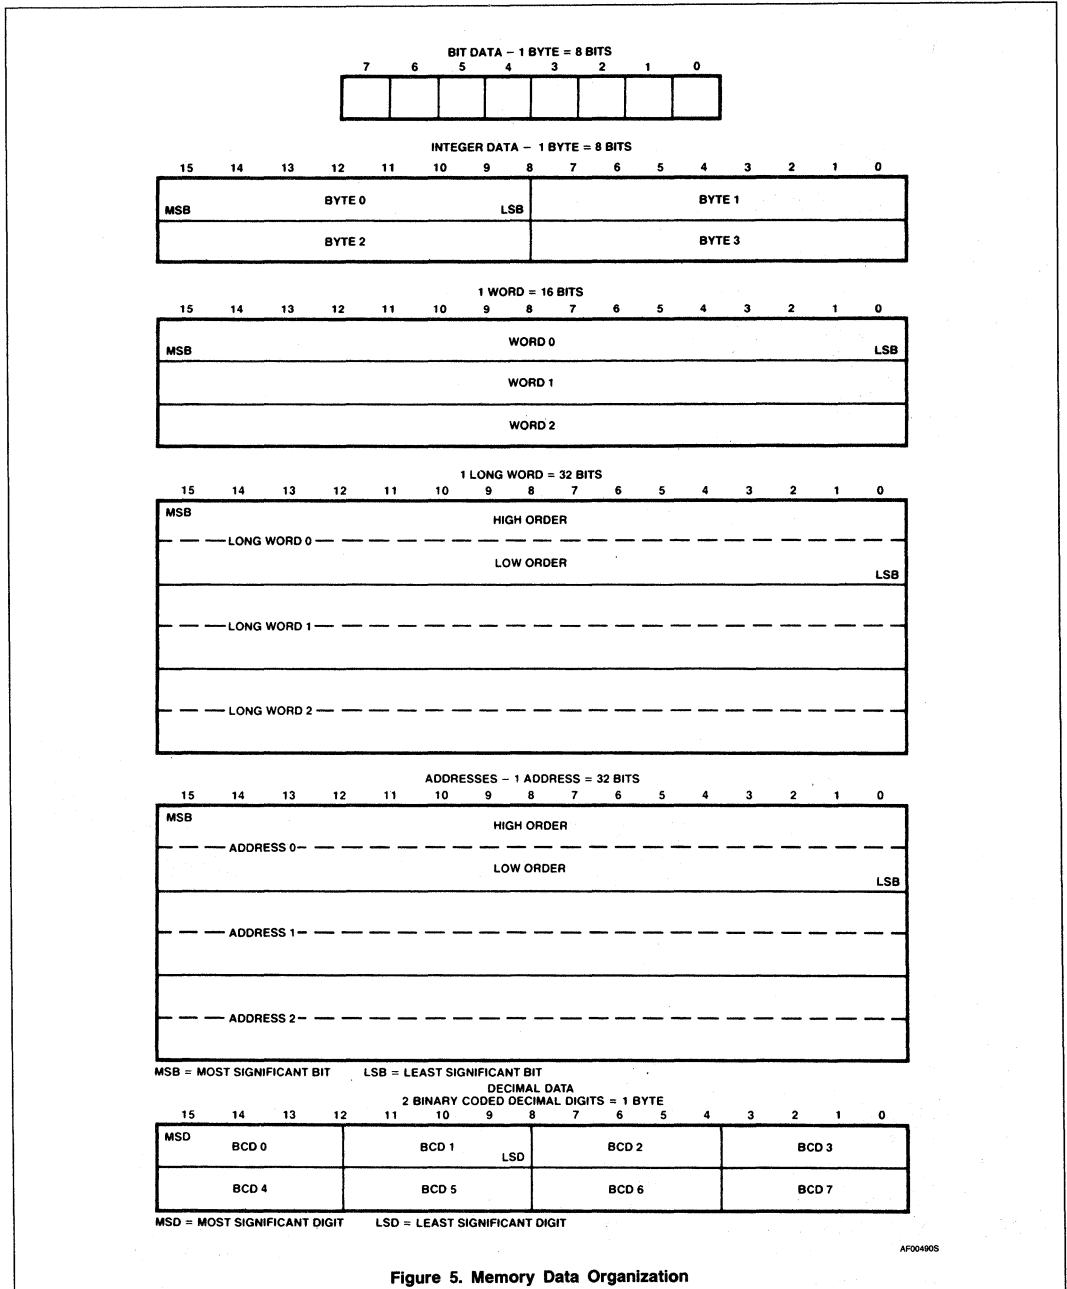 BIT DATA – 1 BYTE = 8 BITS
7 6 5 4 3 2 1 0
INTEGER DATA – 1 BYTE = 8 BITS
15 14 13 12 11 10 9 8 7 6 5 4 3 2 1 0
MSB BYTE 0 LSB BYTE 1
BYTE 2 BYTE 3
1 WORD = 16 BITS
15 14 13 12 11 10 9 8 7 6 5 4 3 2 1 0
MSB WORD 0 LSB
WORD 1
WORD 2
1 LONG WORD = 32 BITS
15 14 13 12 11 10 9 8 7 6 5 4 3 2 1 0
MSB HIGH ORDER
LONG WORD 0
LOW ORDER LSB
LONG WORD 1
LONG WORD 2
ADDRESSES – 1 ADDRESS = 32 BITS
15 14 13 12 11 10 9 8 7 6 5 4 3 2 1 0
MSB HIGH ORDER
ADDRESS 0
LOW ORDER LSB
ADDRESS 1
ADDRESS 2
MSB = MOST SIGNIFICANT BIT LSB = LEAST SIGNIFICANT BIT
DECIMAL DATA
2 BINARY CODED DECIMAL DIGITS = 1 BYTE
15 14 13 12 11 10 9 8 7 6 5 4 3 2 1 0
MSD BCD 0 BCD 1 LSD BCD 2 BCD 3
BCD 4 BCD 5 BCD 6 BCD 7
MSD = MOST SIGNIFICANT DIGIT LSD = LEAST SIGNIFICANT DIGIT
AF00490S
Figure 5. Memory Data Organization